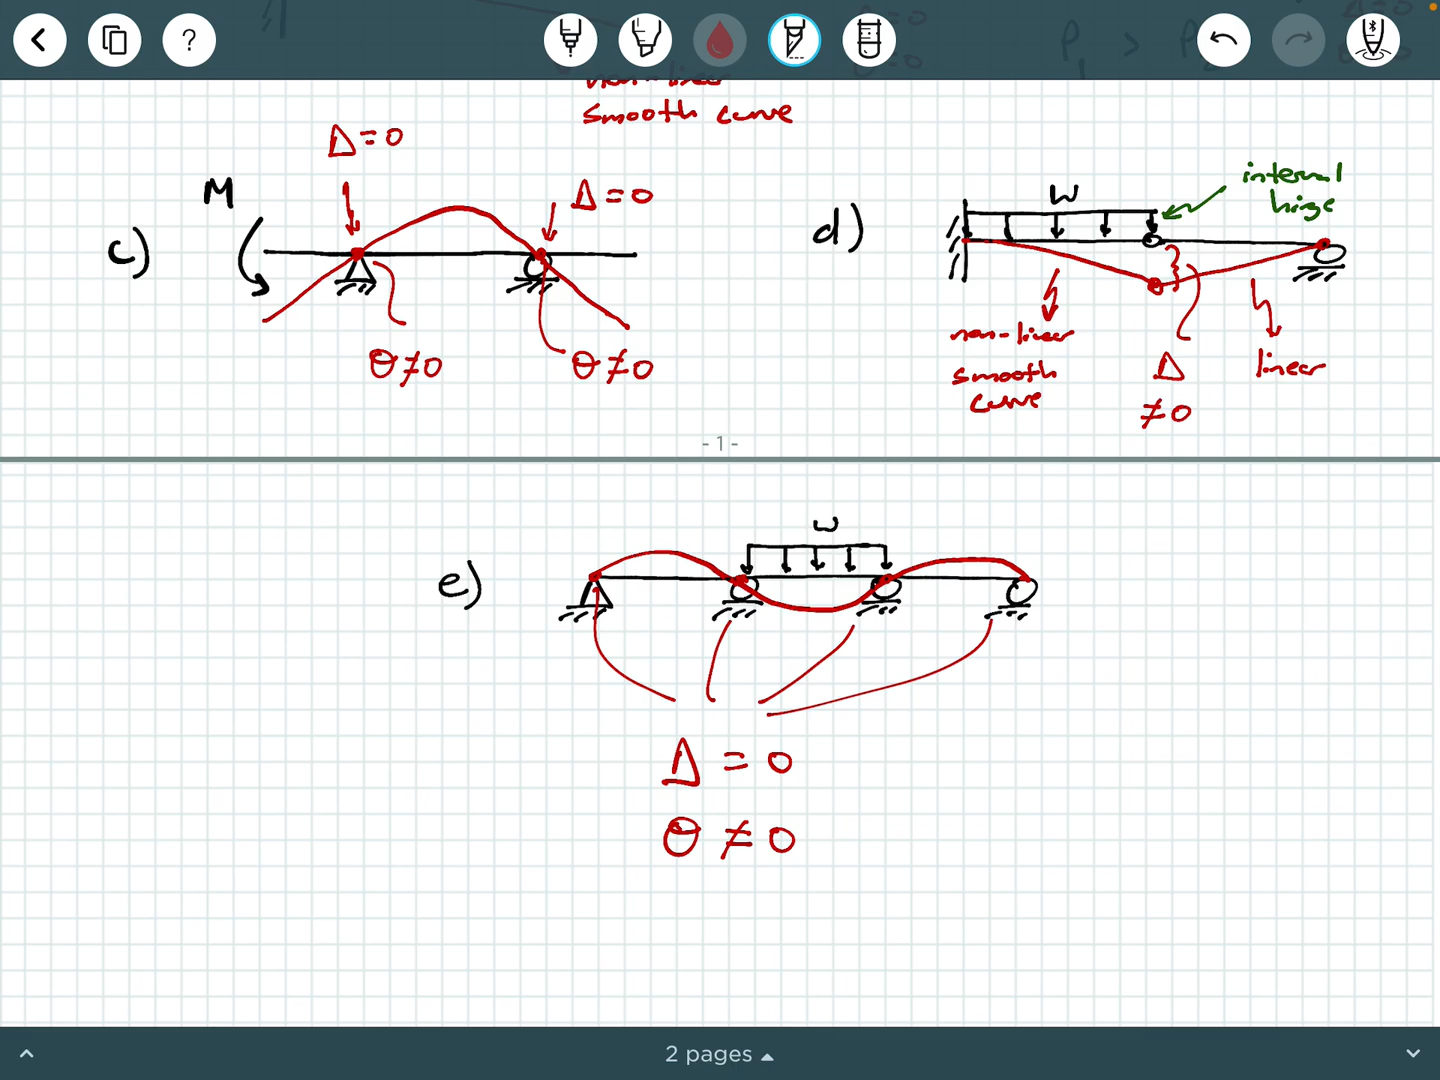 ?
P₁ > P
smooth curve
Δ = 0
M
Δ = 0
c)
θ ≠ 0
θ ≠ 0
w
internal
hinge
d)
non-linear
smooth
curve
Δ
≠ 0
linear
- 1 -
w
e)
Δ = 0
θ ≠ 0
2 pages